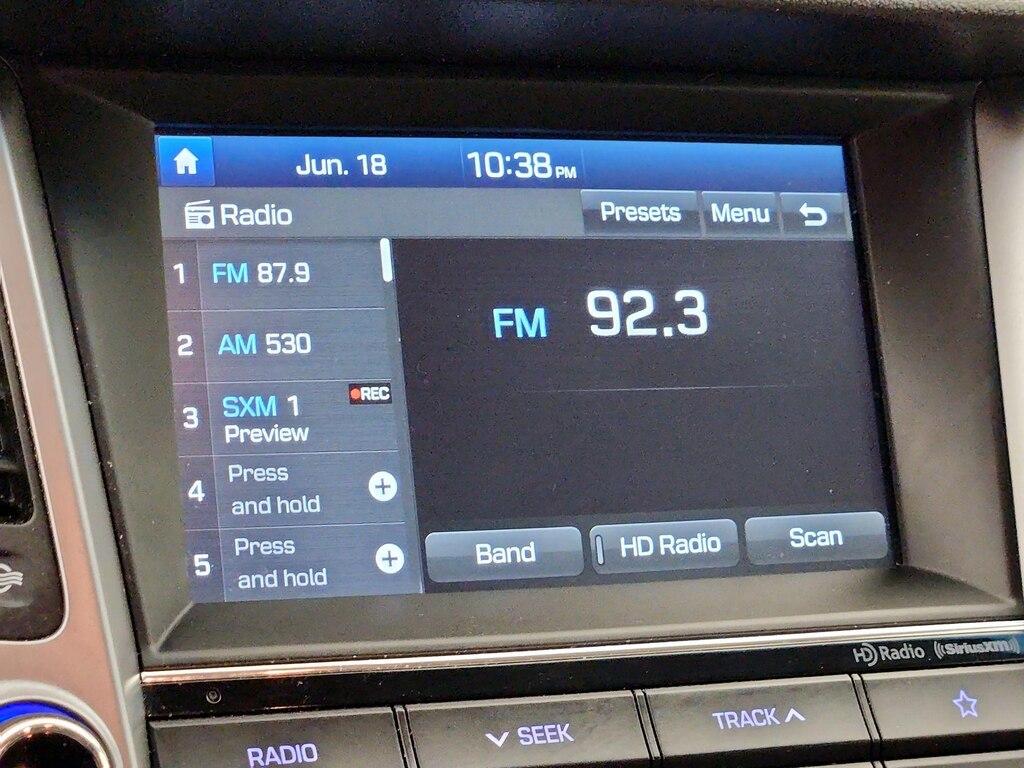 Jun. 18 10:38 PM
Radio Presets Menu
1 FM 87.9
2 AM 530
3 SXM 1 REC
Preview
4 Press
and hold
5 Press
and hold
FM 92.3
Band HD Radio Scan
HD Radio ((SiriusXM))
RADIO SEEK TRACK